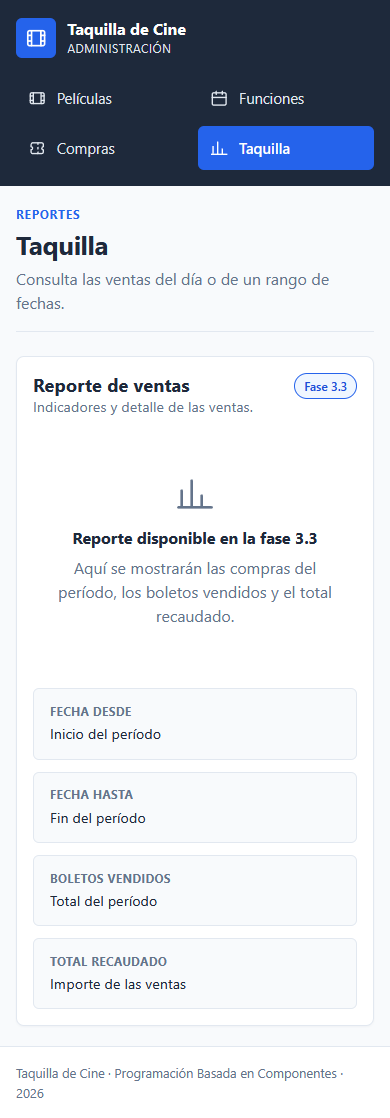 Taquilla de Cine
ADMINISTRACIÓN
Películas
Funciones
Compras
Taquilla
REPORTES
Taquilla
Consulta las ventas del día o de un rango de
fechas.
Reporte de ventas
Fase 3.3
Indicadores y detalle de las ventas.
Reporte disponible en la fase 3.3
Aquí se mostrarán las compras del
período, los boletos vendidos y el total
recaudado.
FECHA DESDE
Inicio del período
FECHA HASTA
Fin del período
BOLETOS VENDIDOS
Total del período
TOTAL RECAUDADO
Importe de las ventas
Taquilla de Cine · Programación Basada en Componentes ·
2026